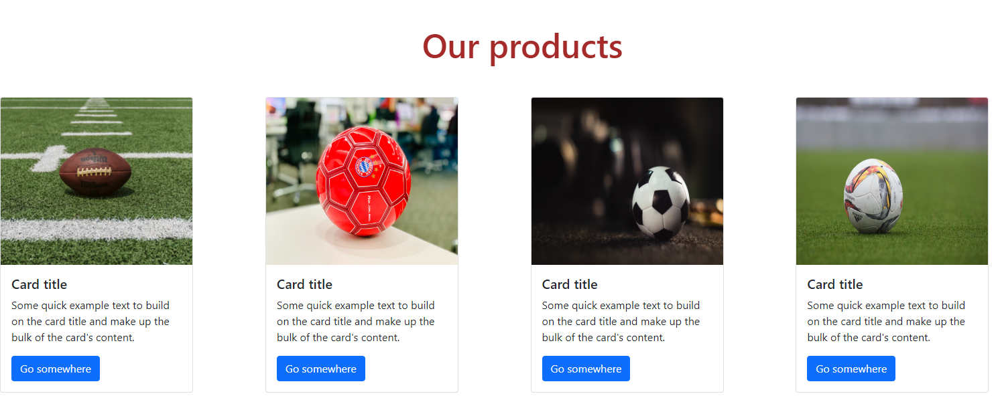 Our products
Wilson
Wilson
Card title
Some quick example text to build
on the card title and make up the
bulk of the card's content.
Go somewhere
Card title
Some quick example text to build
on the card title and make up the
bulk of the card's content.
Go somewhere
Card title
Some quick example text to build
on the card title and make up the
bulk of the card's content.
Go somewhere
Card title
Some quick example text to build
on the card title and make up the
bulk of the card's content.
Go somewhere